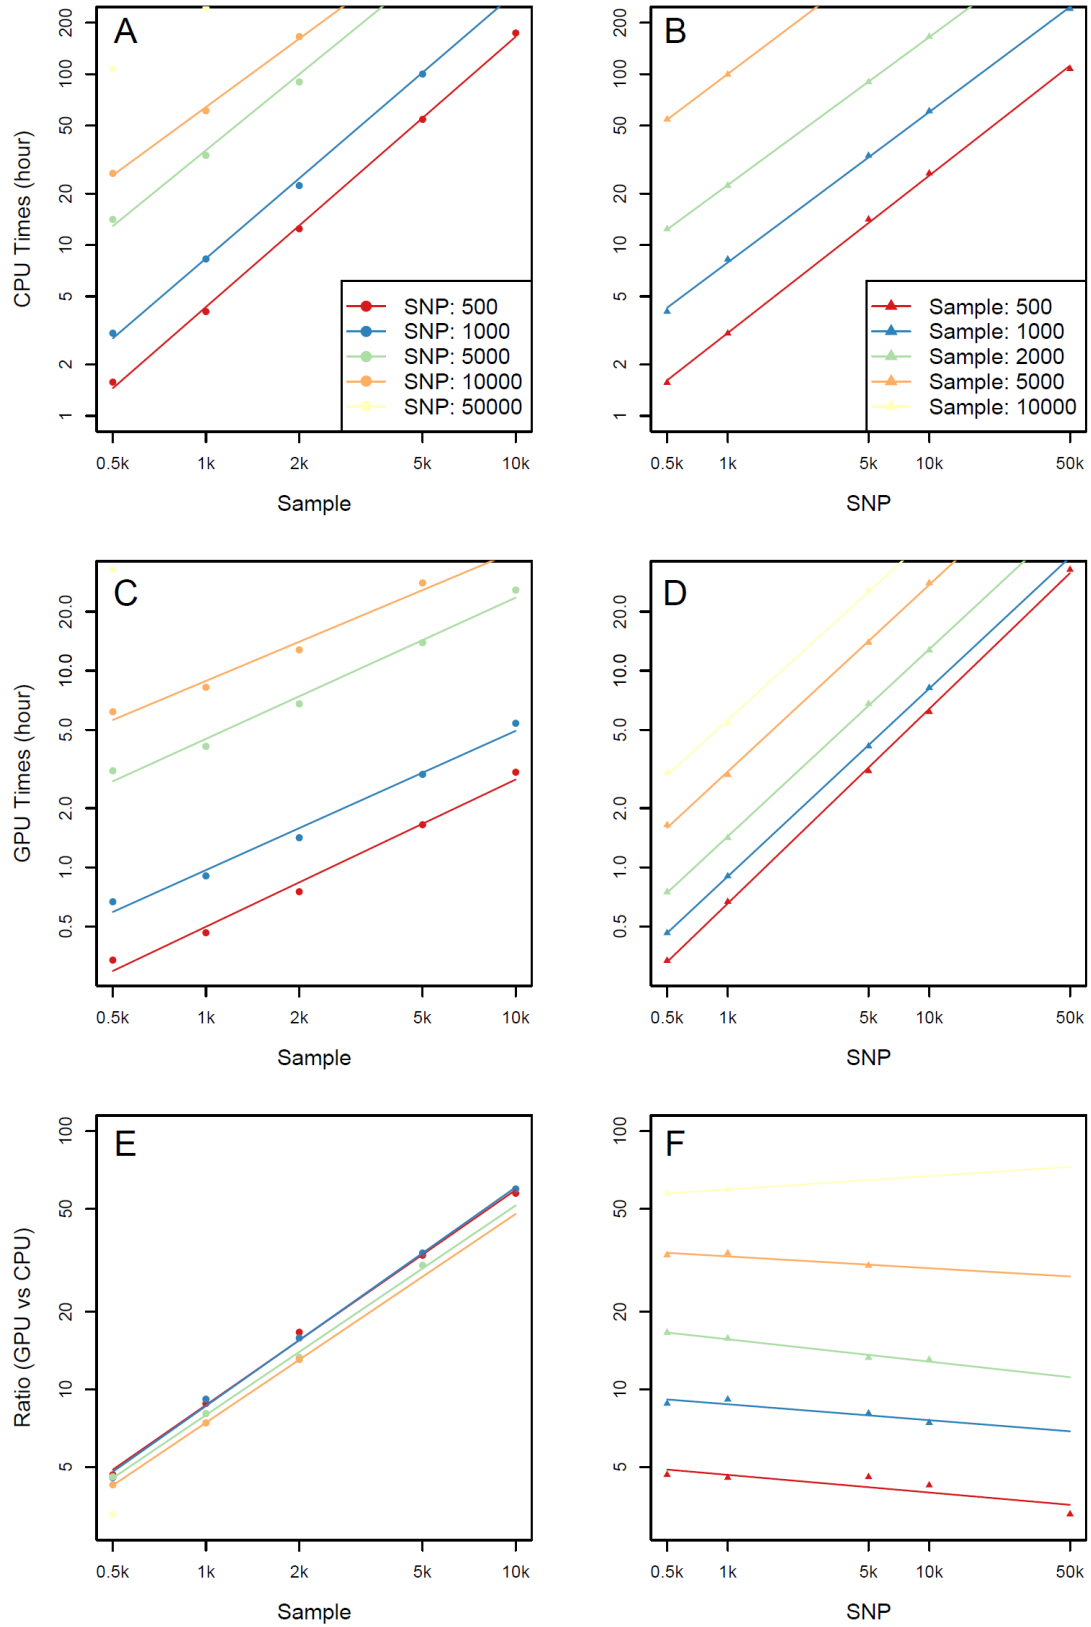 A
CPU Times (hour)
200
100
50
20
10
5
2
1
SNP: 500
SNP: 1000
SNP: 5000
SNP: 10000
SNP: 50000
0.5k 1k 2k 5k 10k
Sample
B
200
100
50
20
10
5
2
1
Sample: 500
Sample: 1000
Sample: 2000
Sample: 5000
Sample: 10000
0.5k 1k 5k 10k 50k
SNP
C
GPU Times (hour)
20.0
10.0
5.0
2.0
1.0
0.5
0.5k 1k 2k 5k 10k
Sample
D
20.0
10.0
5.0
2.0
1.0
0.5
0.5k 1k 5k 10k 50k
SNP
E
Ratio (GPU vs CPU)
100
50
20
10
5
0.5k 1k 2k 5k 10k
Sample
F
100
50
20
10
5
0.5k 1k 5k 10k 50k
SNP